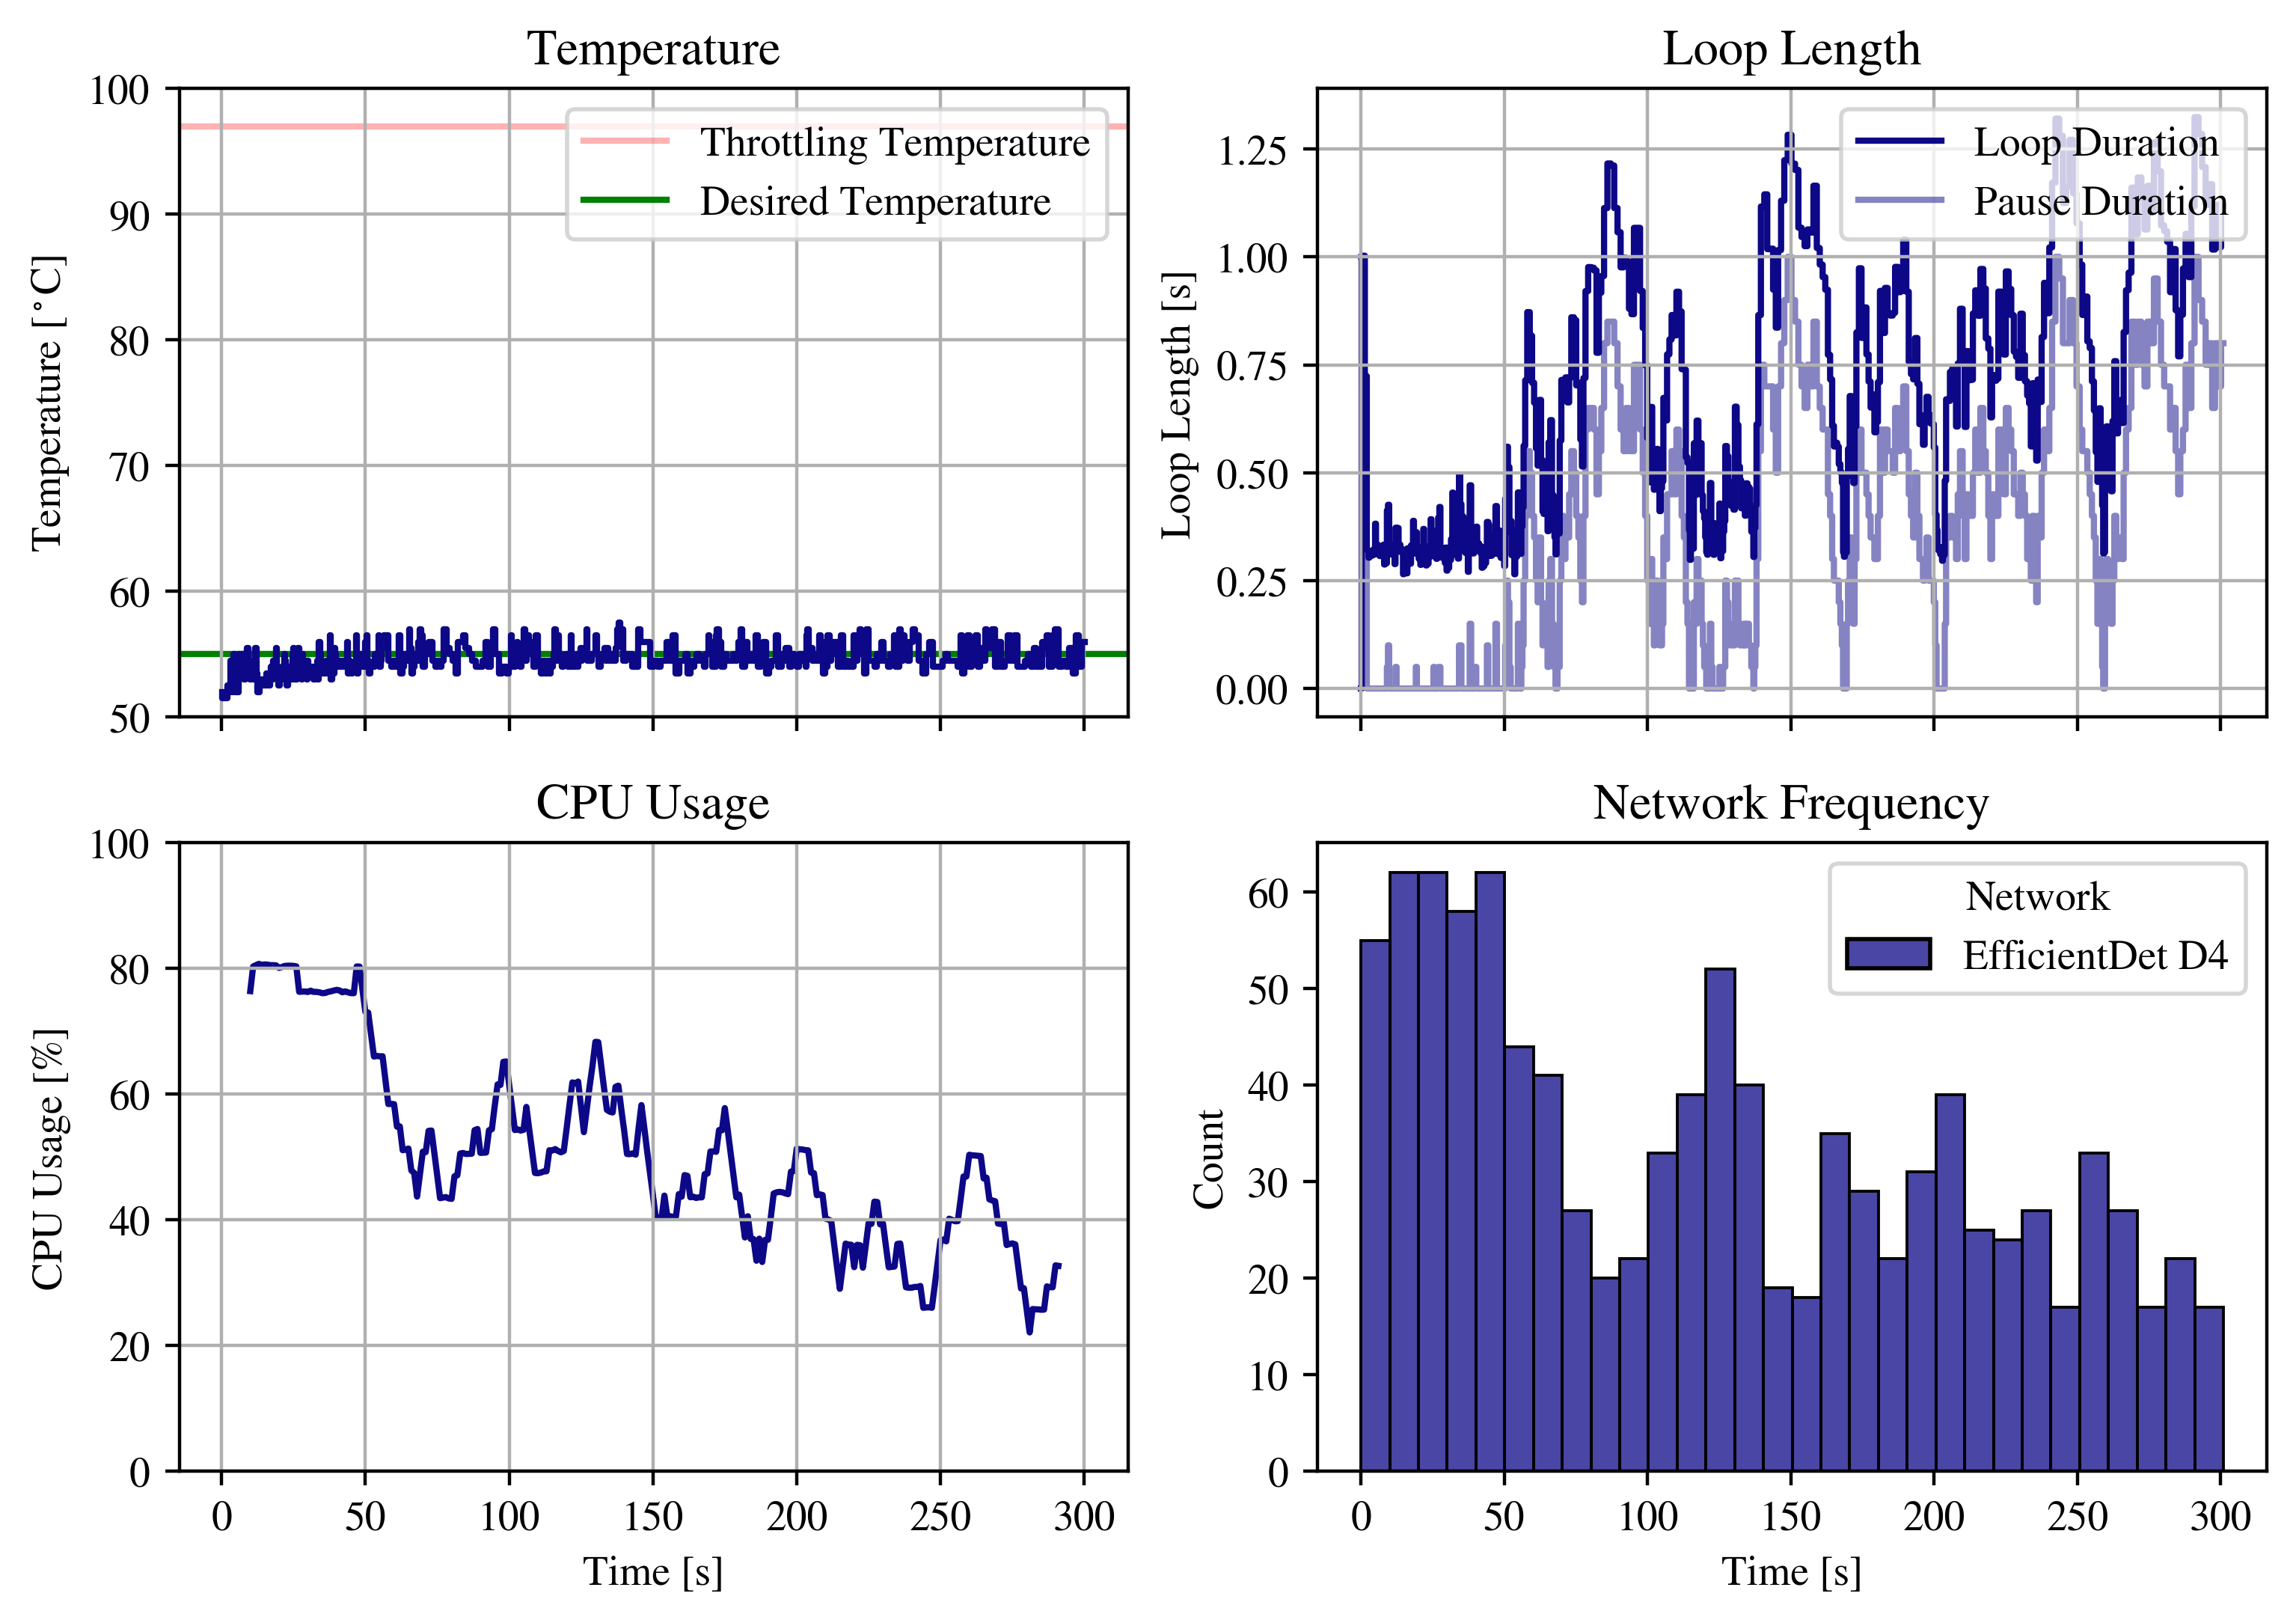 Temperature
100
90
80
70
60
50
Temperature [°C]
Throttling Temperature
Desired Temperature
Loop Length
1.25
1.00
0.75
0.50
0.25
0.00
Loop Length [s]
Loop Duration
Pause Duration
CPU Usage
100
80
60
40
20
0
CPU Usage [%]
0 50 100 150 200 250 300
Time [s]
Network Frequency
60
50
40
30
20
10
0
Count
Network
EfficientDet D4
0 50 100 150 200 250 300
Time [s]